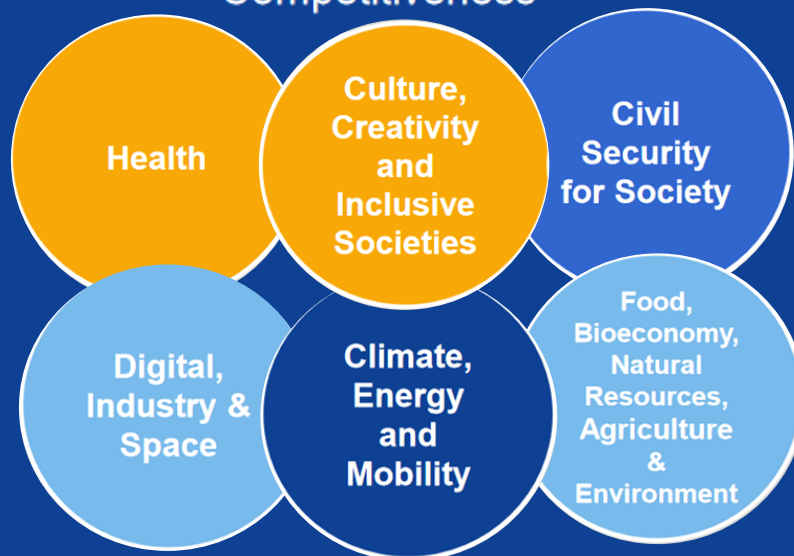 Competitiveness
Health
Culture,
Creativity
and
Inclusive
Societies
Civil
Security
for Society
Digital,
Industry &
Space
Climate,
Energy
and
Mobility
Food,
Bioeconomy,
Natural
Resources,
Agriculture
&
Environment